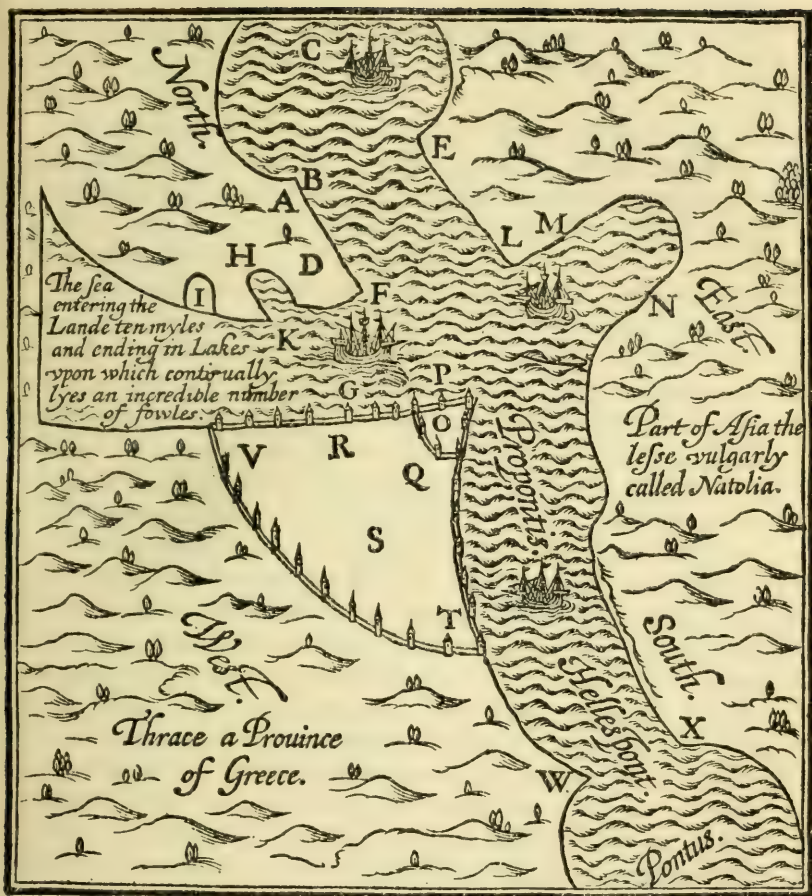 C
North.
E
B
A
L M
H D
F
I
N
East.
K
The ſea
entering the
Lande ten myles
and ending in Lakes
vpon which continually
lyes an incredible number
of fowles.
G P
O
V R
Q
Propontis.
Part of Aſia the
leſſe vulgarly
called Natolia.
S
T
West.
South.
Helleſpont.
X
Thrace a Prouince
of Greece.
W.
Pontus.